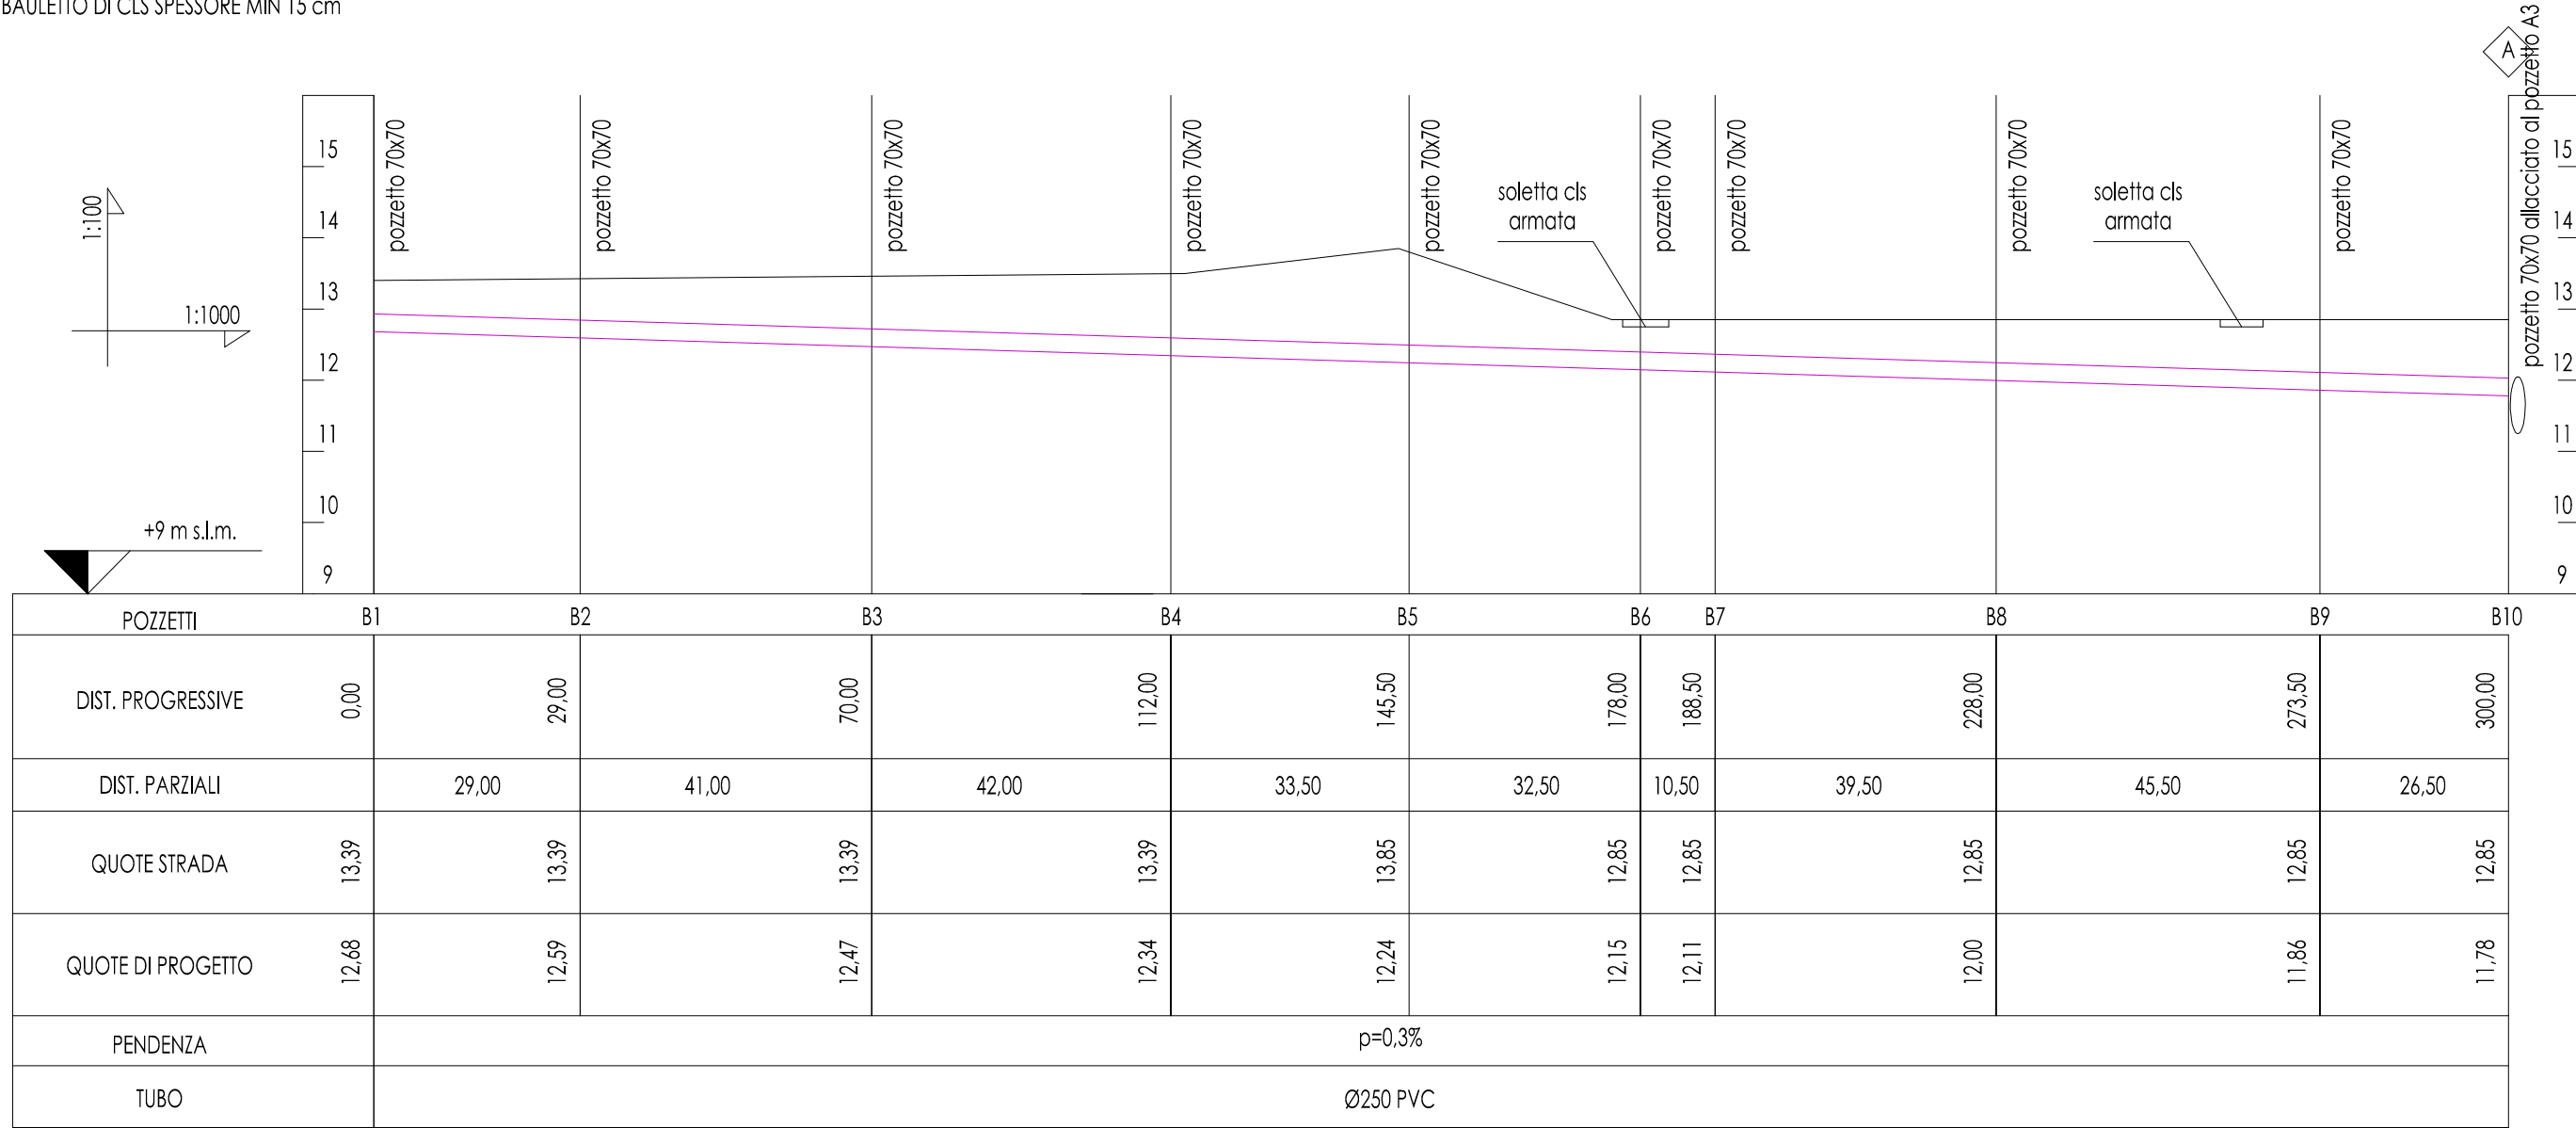 BAULETTO DI CLS SPESSORE MIN 15 cm
A
pozzetto 70x70 allacciato al pozzetto A3
pozzetto 70x70
pozzetto 70x70
pozzetto 70x70
pozzetto 70x70
pozzetto 70x70
pozzetto 70x70
pozzetto 70x70
pozzetto 70x70
pozzetto 70x70
soletta cls
armata
soletta cls
armata
1:100
1:1000
15
14
13
12
11
10
9
15
14
13
12
11
10
9
+9 m s.l.m.
POZZETTI B1 B2 B3 B4 B5 B6 B7 B8 B9 B10
DIST. PROGRESSIVE 0,00 29,00 70,00 112,00 145,50 178,00 188,50 228,00 273,50 300,00
DIST. PARZIALI 29,00 41,00 42,00 33,50 32,50 10,50 39,50 45,50 26,50
QUOTE STRADA 13,39 13,39 13,39 13,39 13,85 12,85 12,85 12,85 12,85 12,85
QUOTE DI PROGETTO 12,68 12,59 12,47 12,34 12,24 12,15 12,11 12,00 11,86 11,78
PENDENZA p=0,3%
TUBO Ø250 PVC